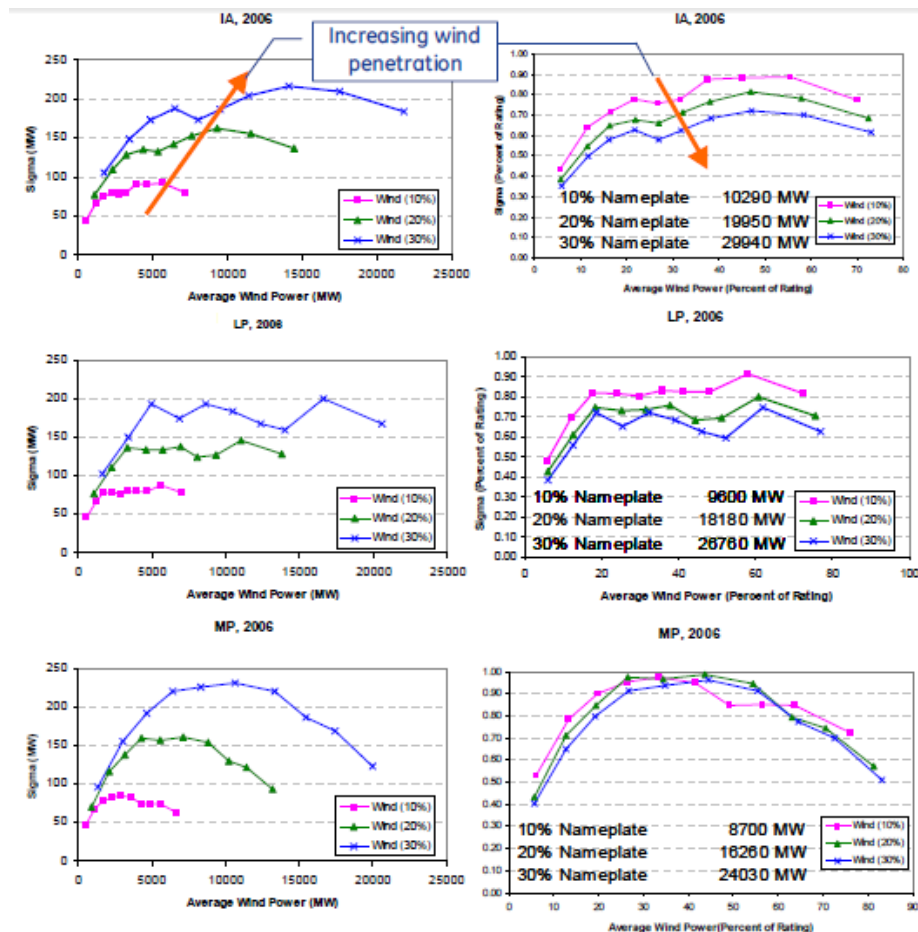 IA, 2006
IA, 2006
Increasing wind
penetration
Sigma (MW)
250
200
150
100
50
0
0 5000 10000 15000 20000 25000
Average Wind Power (MW)
Wind (10%)
Wind (20%)
Wind (30%)
Sigma (Percent of Rating)
1.00
0.90
0.80
0.70
0.60
0.50
0.40
0.30
0.20
0.10
0.00
0 10 20 30 40 50 60 70 80
Average Wind Power (Percent of Rating)
10% Nameplate 10290 MW
20% Nameplate 19950 MW
30% Nameplate 29940 MW
Wind (10%)
Wind (20%)
Wind (30%)
LP, 2006
LP, 2006
Sigma (MW)
250
200
150
100
50
0
0 5000 10000 15000 20000 25000
Average Wind Power (MW)
Wind (10%)
Wind (20%)
Wind (30%)
Sigma (Percent of Rating)
1.00
0.90
0.80
0.70
0.60
0.50
0.40
0.30
0.20
0.10
0.00
0 20 40 60 80 100
Average Wind Power (Percent of Rating)
10% Nameplate 9600 MW
20% Nameplate 18180 MW
30% Nameplate 26760 MW
Wind (10%)
Wind (20%)
Wind (30%)
MP, 2006
MP, 2006
Sigma (MW)
250
200
150
100
50
0
0 5000 10000 15000 20000 25000
Average Wind Power (MW)
Wind (10%)
Wind (20%)
Wind (30%)
Sigma (Percent of Rating)
1.00
0.90
0.80
0.70
0.60
0.50
0.40
0.30
0.20
0.10
0.00
0 10 20 30 40 50 60 70 80 90
Average Wind Power(Percent of Rating)
10% Nameplate 8700 MW
20% Nameplate 16260 MW
30% Nameplate 24030 MW
Wind (10%)
Wind (20%)
Wind (30%)